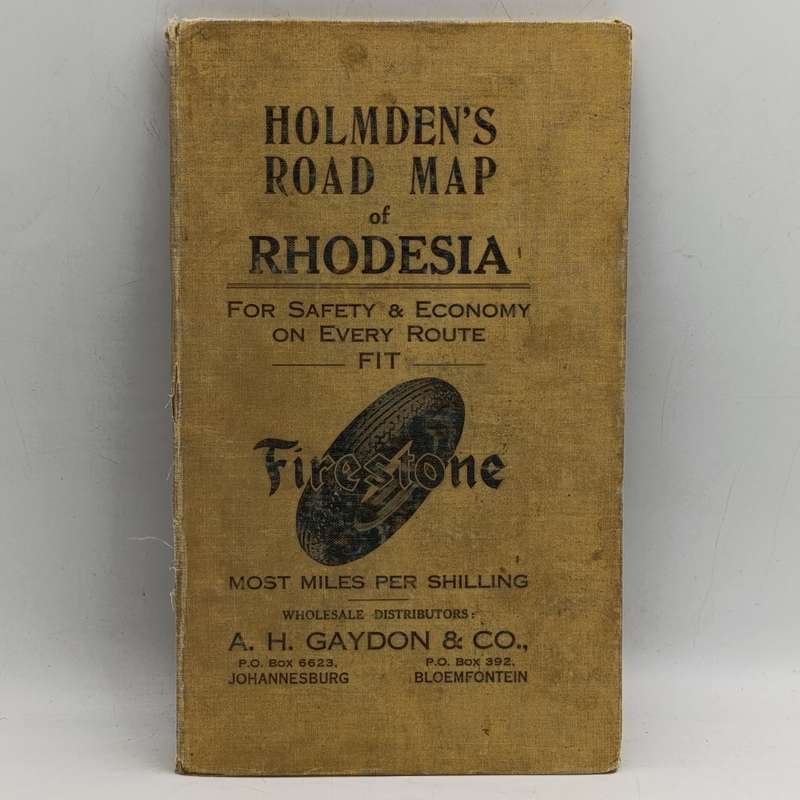 HOLMDEN'S
ROAD MAP
of
RHODESIA
FOR SAFETY & ECONOMY
ON EVERY ROUTE
FIT
Firestone
MOST MILES PER SHILLING
WHOLESALE DISTRIBUTORS:
A. H. GAYDON & CO.,
P.O. BOX 6623, P.O. BOX 392,
JOHANNESBURG BLOEMFONTEIN